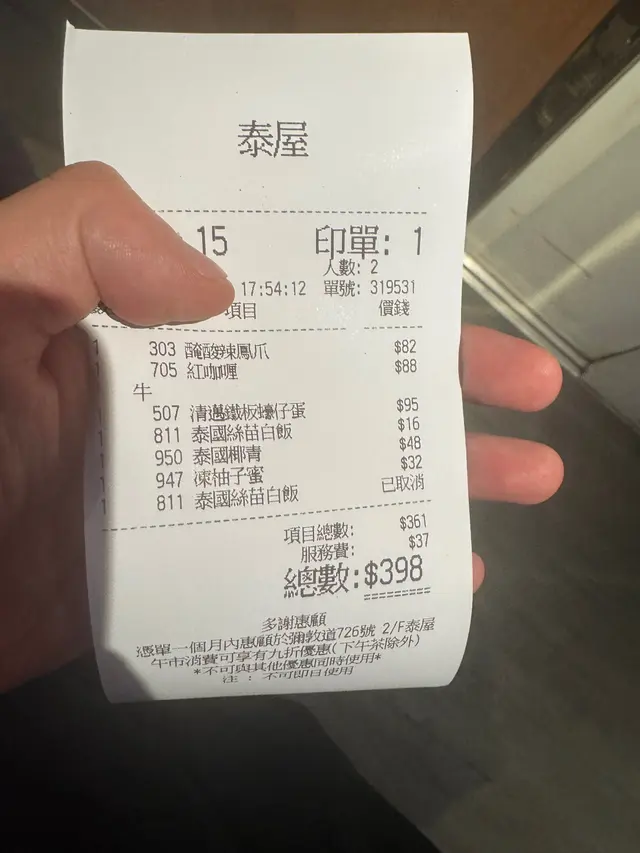 泰屋
15 印單: 1
人數: 2
17:54:12 單號: 319531
項目 價錢
303 醃酸辣鳳爪 $82
705 紅咖喱 $88
牛
507 清邁鐵板蠔仔蛋 $95
811 泰國絲苗白飯 $16
950 泰國椰青 $48
947 凍柚子蜜 $32
811 泰國絲苗白飯 已取消
項目總數: $361
服務費: $37
總數:$398
多謝惠顧
憑單一個月內惠顧於彌敦道726號 2/F泰屋
午市消費可享有九折優惠(下午茶除外)
*不可與其他優惠同時使用*
注 : 不可即日使用